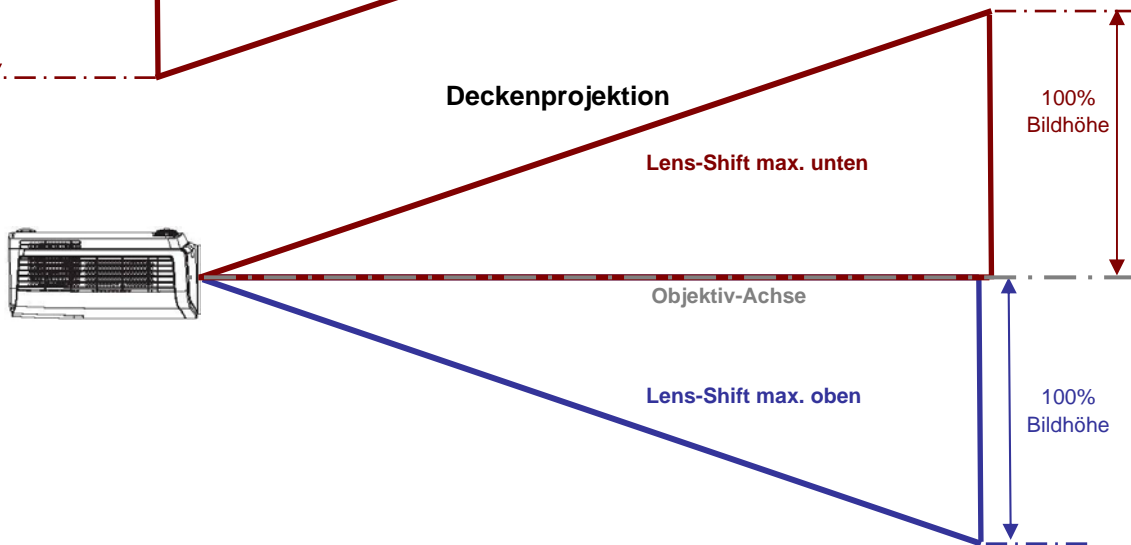 Deckenprojektion
100%
Bildhöhe
Lens-Shift max. unten
Objektiv-Achse
Lens-Shift max. oben
100%
Bildhöhe